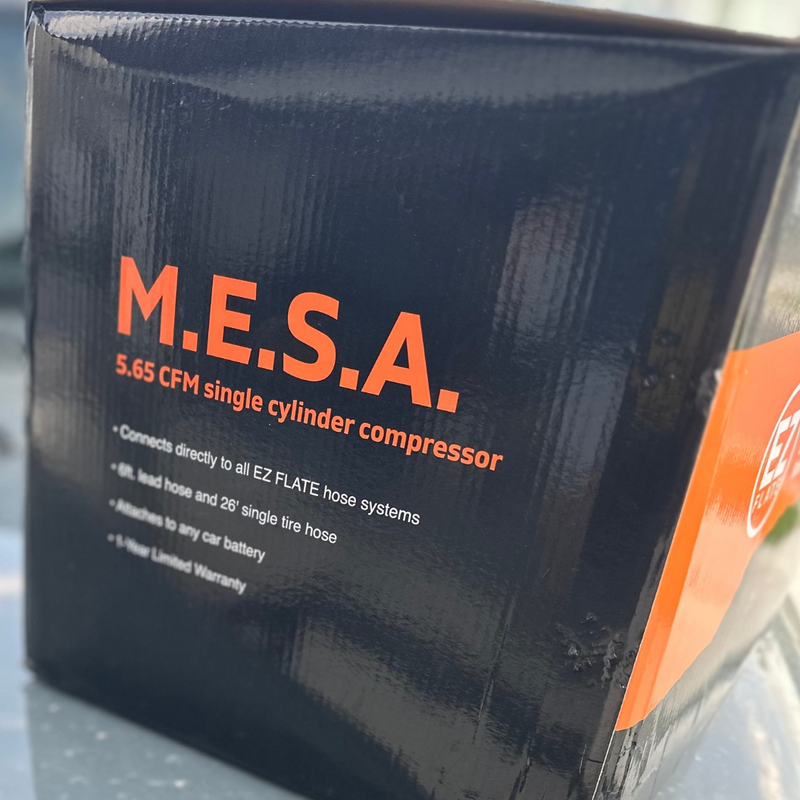 M.E.S.A.
5.65 CFM single cylinder compressor
• Connects directly to all EZ FLATE hose systems
• 6ft. lead hose and 26' single tire hose
• Attaches to any car battery
• 1-Year Limited Warranty
EZ